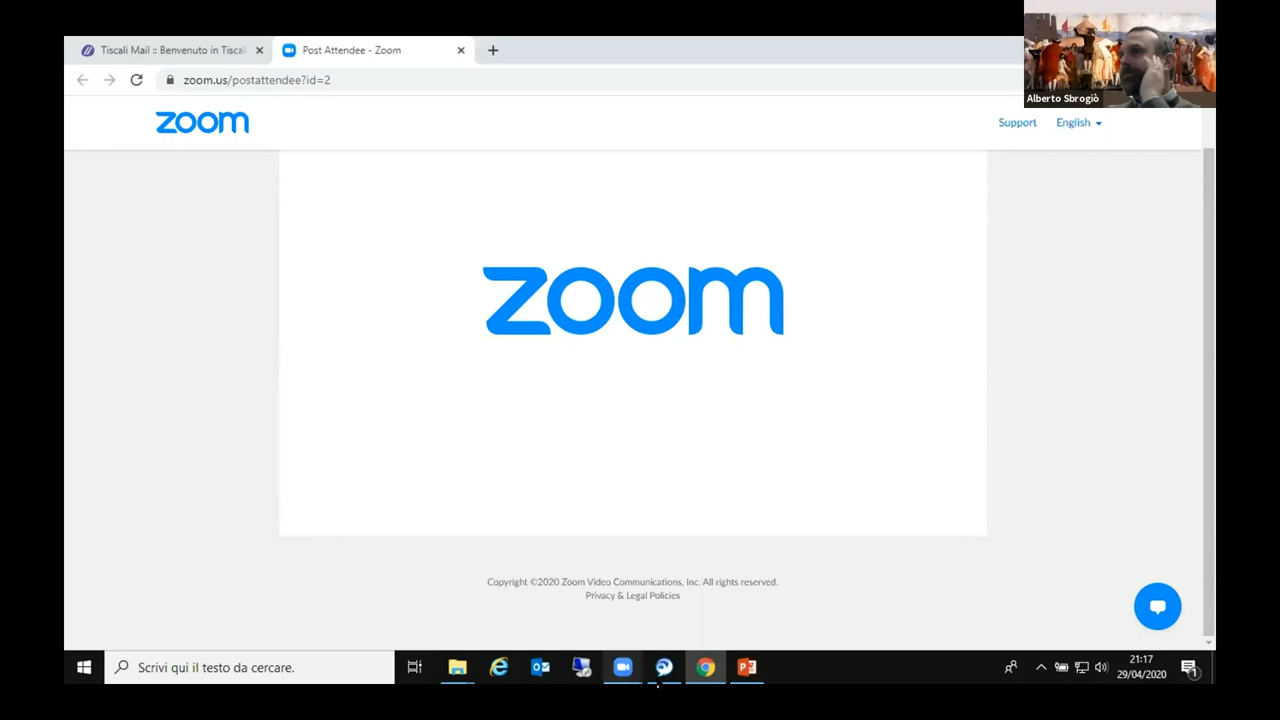 Tiscali Mail :: Benvenuto in Tiscali
Post Attendee - Zoom
zoom.us/postattendee?id=2
Alberto Sbrogiò
zoom
Support
English
zoom
Copyright ©2020 Zoom Video Communications, Inc. All rights reserved.
Privacy & Legal Policies
Scrivi qui il testo da cercare.
21:17
29/04/2020
1